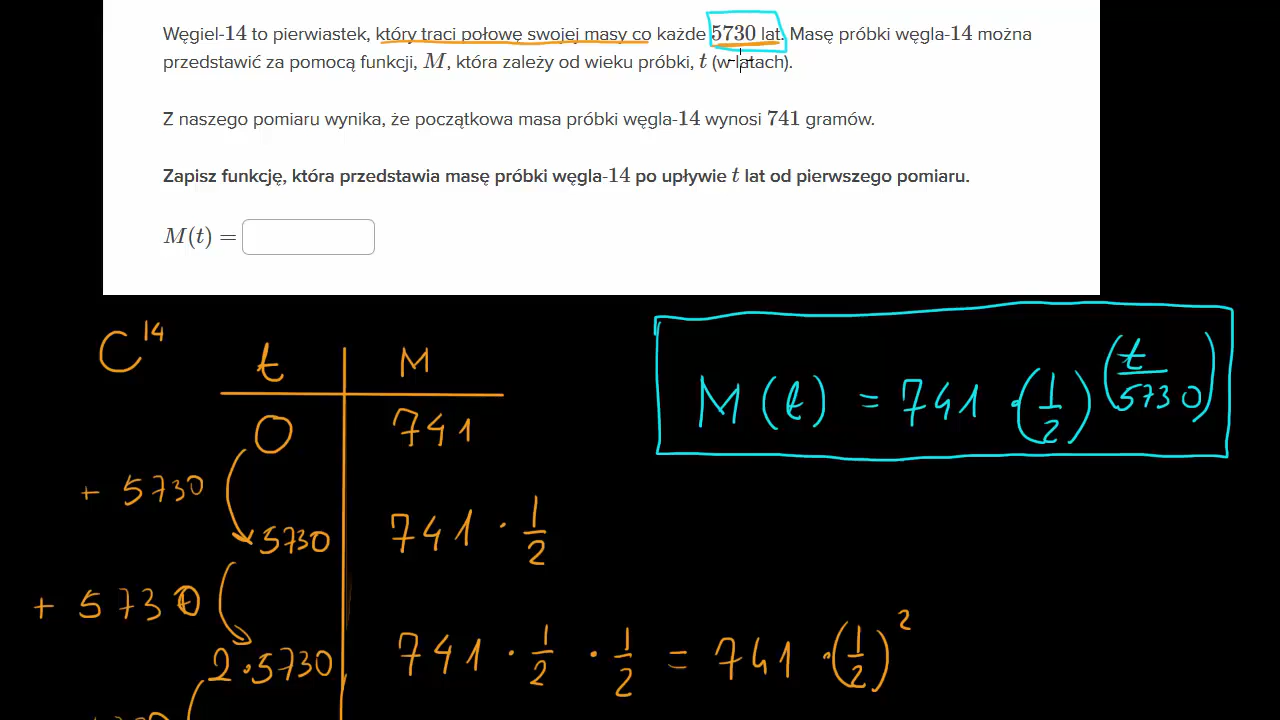 Węgiel-14 to pierwiastek, który traci połowę swojej masy co każde 5730 lat. Masę próbki węgla-14 można
przedstawić za pomocą funkcji, M, która zależy od wieku próbki, t (w latach).
Z naszego pomiaru wynika, że początkowa masa próbki węgla-14 wynosi 741 gramów.
Zapisz funkcję, która przedstawia masę próbki węgla-14 po upływie t lat od pierwszego pomiaru.
M(t) =
C^14
t M
0 741
+ 5730
5730 741 · 1/2
+ 5730
2·5730 741 · 1/2 · 1/2 = 741 · (1/2)^2
M(t) = 741 · (1/2)^(t/5730)